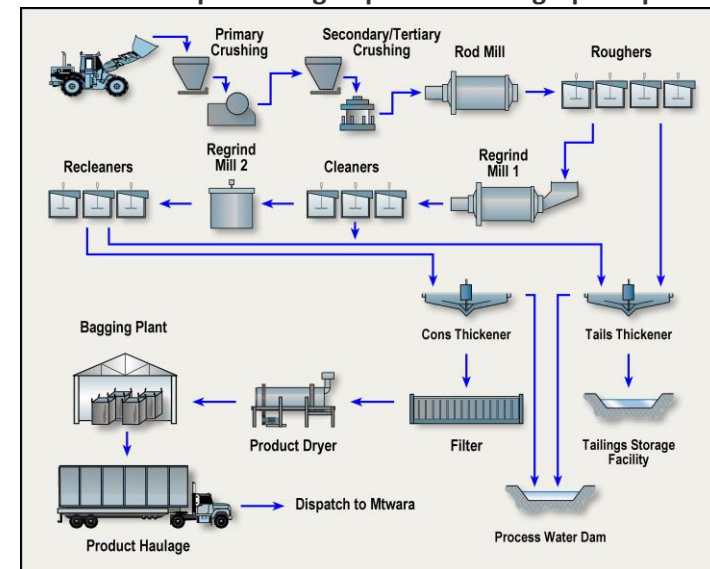 Primary
Crushing
Secondary/Tertiary
Crushing
Rod Mill
Roughers
Recleaners
Regrind
Mill 2
Cleaners
Regrind
Mill 1
Cons Thickener
Tails Thickener
Bagging Plant
Product Dryer
Filter
Tailings Storage
Facility
Dispatch to Mtwara
Product Haulage
Process Water Dam